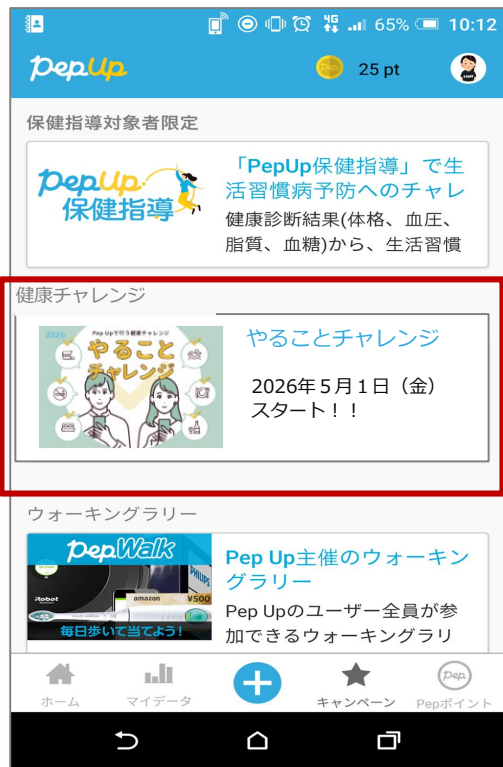 4G
65%
10:12
PepUp
Pep
25 pt
STAFF
保健指導対象者限定
PepUp
保健指導
「PepUp保健指導」で生
活習慣病予防へのチャレ
健康診断結果(体格、血圧、
脂質、血糖)から、生活習慣
健康チャレンジ
2026
Pep Upで行う健康チャレンジ
やること
チャレンジ
やることチャレンジ
2026年５月１日（金）
スタート！！
ウォーキングラリー
PepWalk
iRobot
amazon
¥500
PHILIPS
毎日歩いて当てよう!
Pep Up主催のウォーキン
グラリー
Pep Upのユーザー全員が参
加できるウォーキングラリ
ホーム
マイデータ
キャンペーン
Pep
Pepポイント